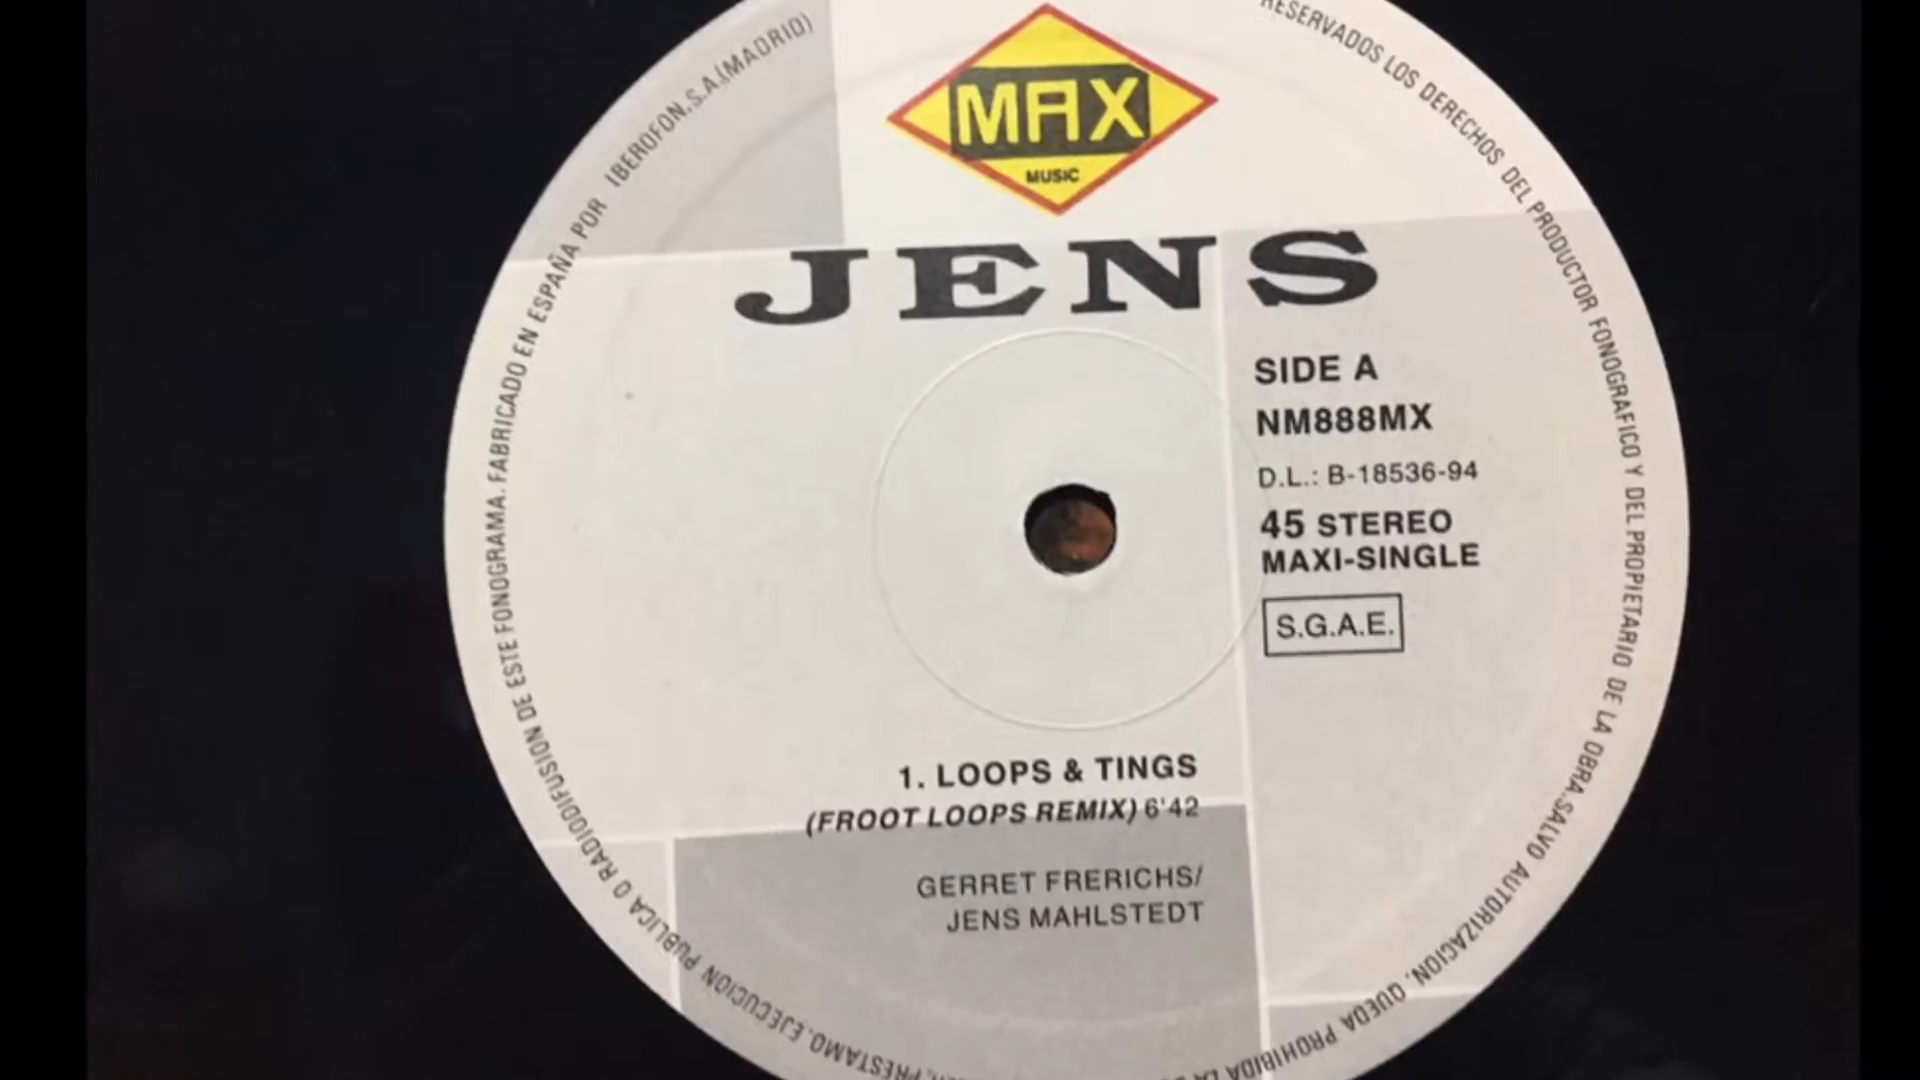 MAX
MUSIC
JENS
SIDE A
NM888MX
D.L.: B-18536-94
45 STEREO
MAXI-SINGLE
S.G.A.E.
1. LOOPS & TINGS
(FROOT LOOPS REMIX) 6'42
GERRET FRERICHS/
JENS MAHLSTEDT
RESERVADOS LOS DERECHOS DEL PRODUCTOR FONOGRAFICO Y DEL PROPIETARIO DE LA OBRA.SALVO AUTORIZACION, QUEDA PROHIBIDA LA
PRESTAMO, EJECUCION PUBLICA O RADIODIFUSION DE ESTE FONOGRAMA. FABRICADO EN ESPAÑA POR IBEROFON,S.A.(MADRID)